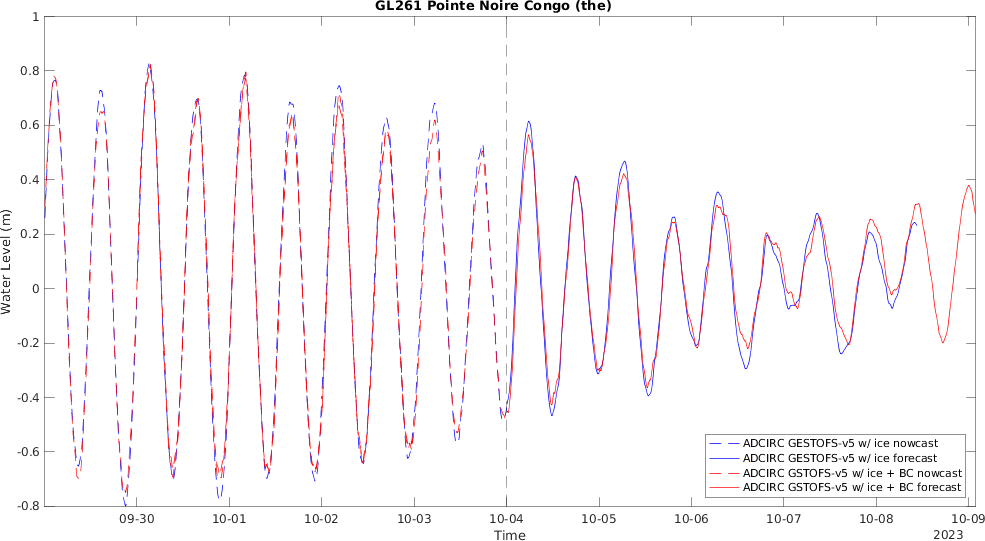 GL261 Pointe Noire Congo (the)
1
0.8
0.6
0.4
0.2
0
-0.2
-0.4
-0.6
-0.8
Water Level (m)
09-30 10-01 10-02 10-03 10-04 10-05 10-06 10-07 10-08 10-09
Time
2023
ADCIRC GESTOFS-v5 w/ ice nowcast
ADCIRC GESTOFS-v5 w/ ice forecast
ADCIRC GSTOFS-v5 w/ ice + BC nowcast
ADCIRC GSTOFS-v5 w/ ice + BC forecast